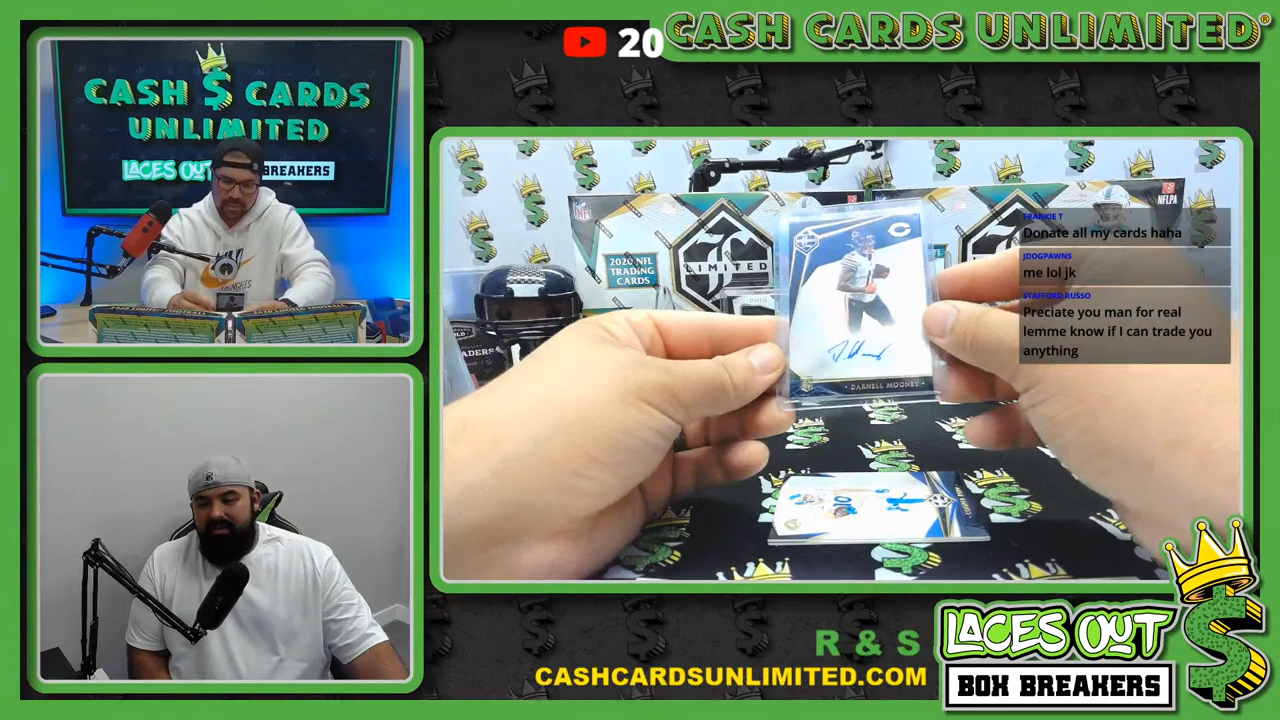 20
CASH CARDS UNLIMITED®
CASH $ CARDS
UNLIMITED
LACES OUT
BREAKERS
NFL
2020 NFL
TRADING
CARDS
LIMITED
NFLPA
DARNELL MOONEY
FRANKIE T
Donate all my cards haha
JDOGPAWNS
me lol jk
STAFFORD RUSSO
Preciate you man for real
lemme know if I can trade you
anything
R & S
CASHCARDSUNLIMITED.COM
LACES OUT
BOX BREAKERS